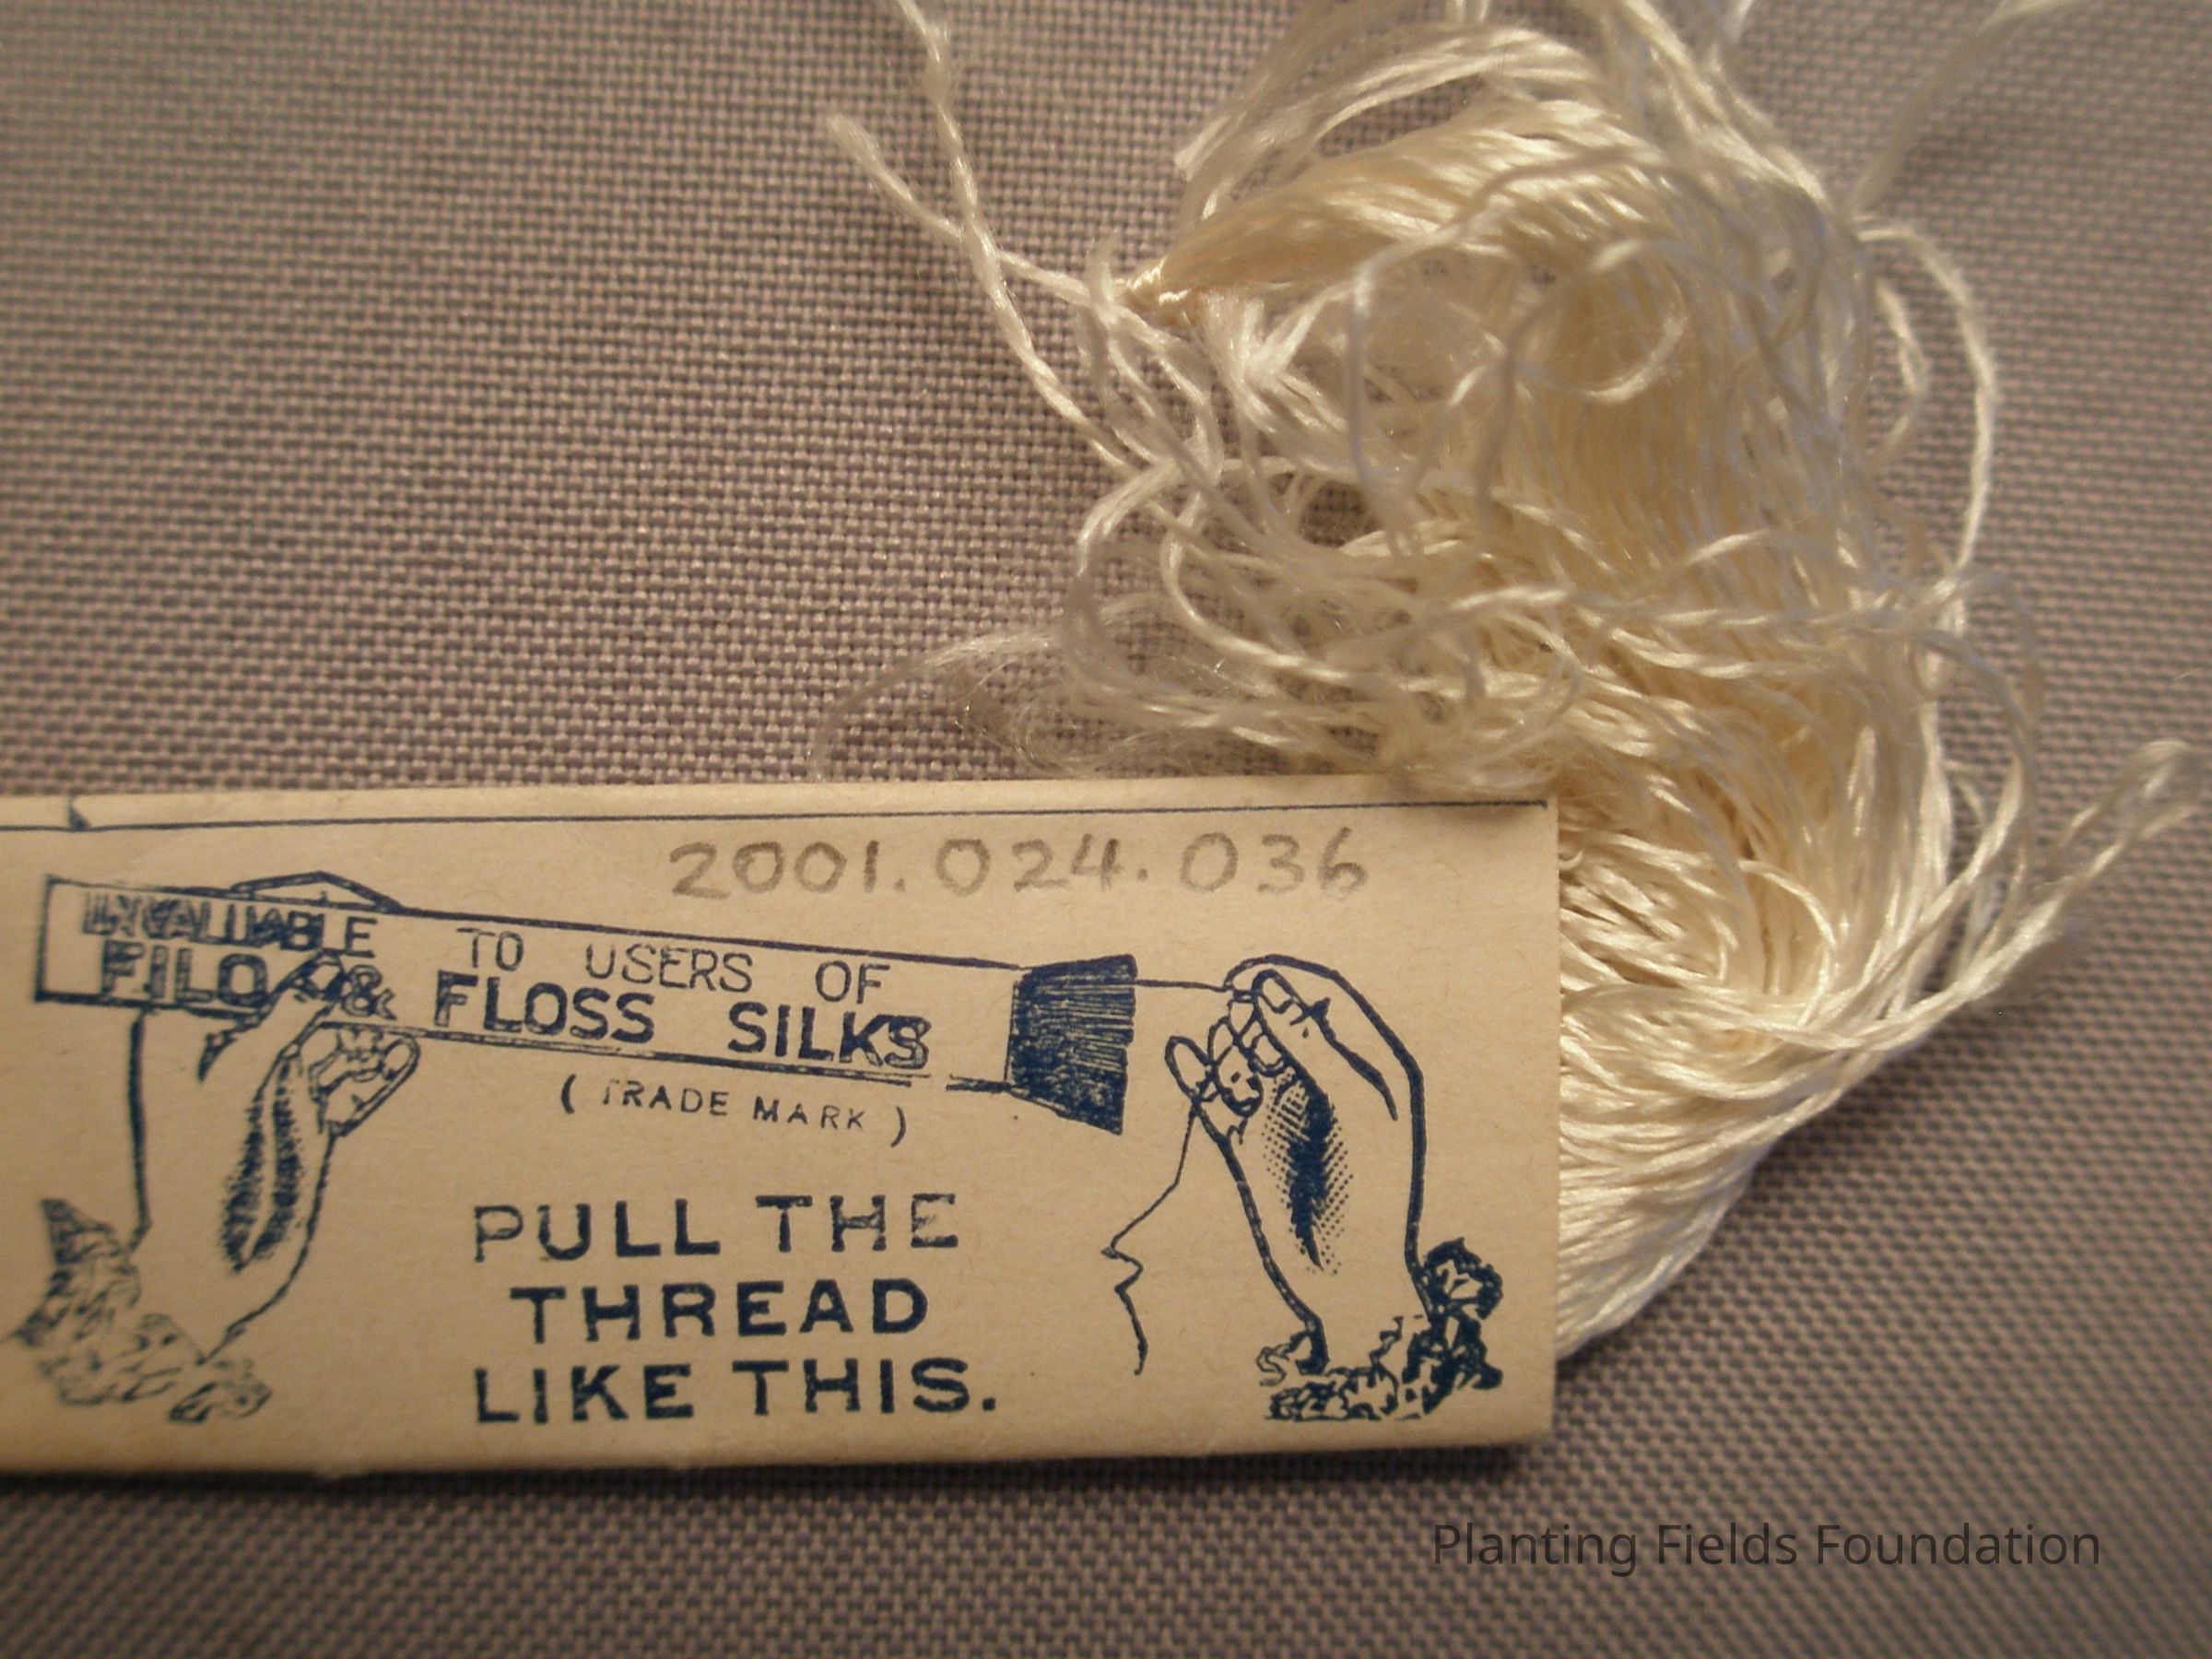 2001.024.036
INVALUABLE TO USERS OF
FILO & FLOSS SILKS
( TRADE MARK )
PULL THE
THREAD
LIKE THIS.
Planting Fields Foundation